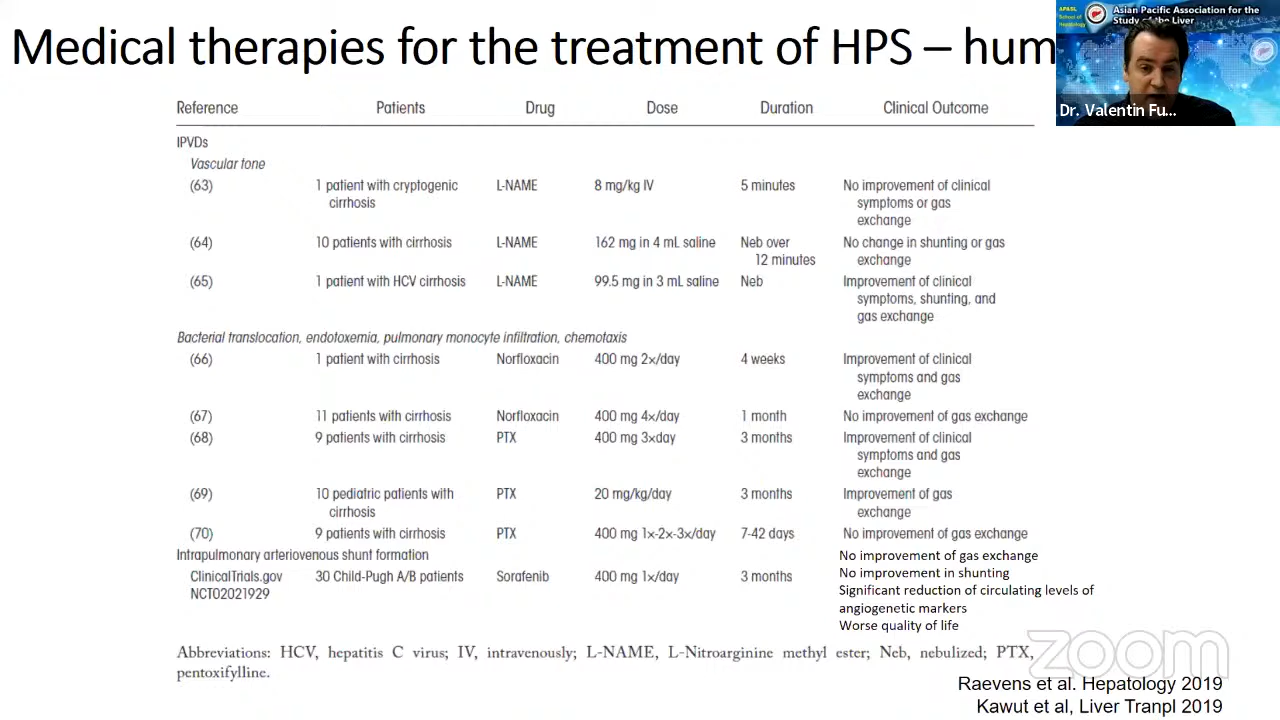 Medical therapies for the treatment of HPS – hum
APASL
School of
Hepatology
Asian Pacific Association for the
Study of the Liver
Dr. Valentin Fu...
Reference Patients Drug Dose Duration Clinical Outcome
IPVDs
Vascular tone
(63) 1 patient with cryptogenic L-NAME 8 mg/kg IV 5 minutes No improvement of clinical
cirrhosis symptoms or gas
exchange
(64) 10 patients with cirrhosis L-NAME 162 mg in 4 mL saline Neb over No change in shunting or gas
12 minutes exchange
(65) 1 patient with HCV cirrhosis L-NAME 99.5 mg in 3 mL saline Neb Improvement of clinical
symptoms, shunting, and
gas exchange
Bacterial translocation, endotoxemia, pulmonary monocyte infiltration, chemotaxis
(66) 1 patient with cirrhosis Norfloxacin 400 mg 2×/day 4 weeks Improvement of clinical
symptoms and gas
exchange
(67) 11 patients with cirrhosis Norfloxacin 400 mg 4×/day 1 month No improvement of gas exchange
(68) 9 patients with cirrhosis PTX 400 mg 3×day 3 months Improvement of clinical
symptoms and gas
exchange
(69) 10 pediatric patients with PTX 20 mg/kg/day 3 months Improvement of gas
cirrhosis exchange
(70) 9 patients with cirrhosis PTX 400 mg 1×-2×-3×/day 7-42 days No improvement of gas exchange
Intrapulmonary arteriovenous shunt formation No improvement of gas exchange
ClinicalTrials.gov 30 Child-Pugh A/B patients Sorafenib 400 mg 1×/day 3 months No improvement in shunting
NCT02021929 Significant reduction of circulating levels of
angiogenetic markers
Worse quality of life
Abbreviations: HCV, hepatitis C virus; IV, intravenously; L-NAME, L-Nitroarginine methyl ester; Neb, nebulized; PTX,
pentoxifylline.
zoom
Raevens et al. Hepatology 2019
Kawut et al, Liver Tranpl 2019